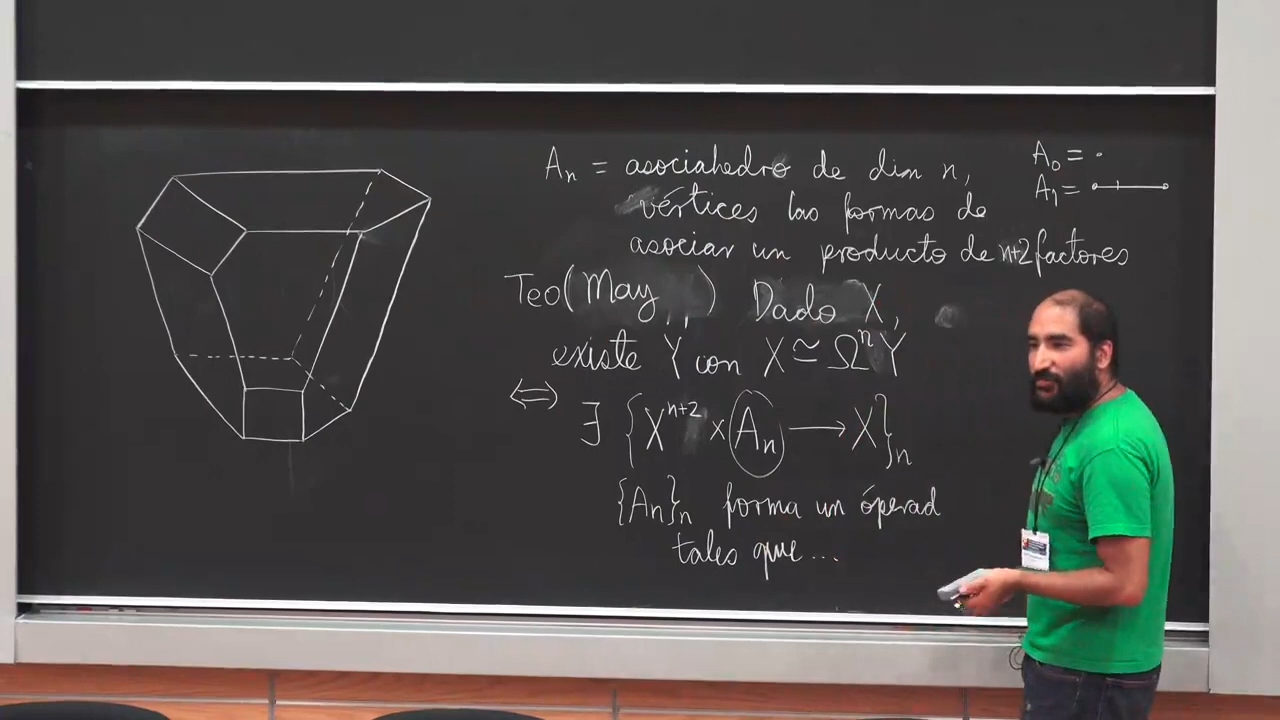 Aₙ = asociahedro de dim n,
vértices las formas de
asociar un producto de n+2 factores
A₀ = ·
A₁ =
Teo(May,) Dado X,
existe Y con X ≃ ΩⁿY
⟺ ∃ {Xⁿ⁺² × Aₙ ⟶ X}ₙ
{Aₙ}ₙ forma un óperad
tales que ...